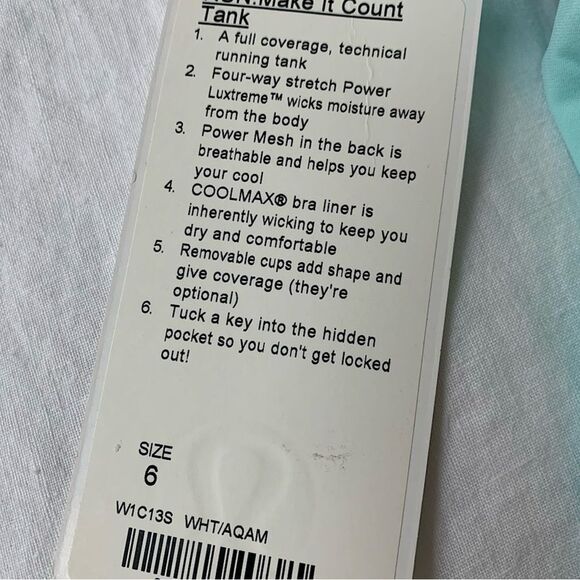 Make It Count
Tank
1. A full coverage, technical
running tank
2. Four-way stretch Power
Luxtreme™ wicks moisture away
from the body
3. Power Mesh in the back is
breathable and helps you keep
your cool
4. COOLMAX® bra liner is
inherently wicking to keep you
dry and comfortable
5. Removable cups add shape and
give coverage (they're
optional)
6. Tuck a key into the hidden
pocket so you don't get locked
out!
SIZE
6
W1C13S WHT/AQAM